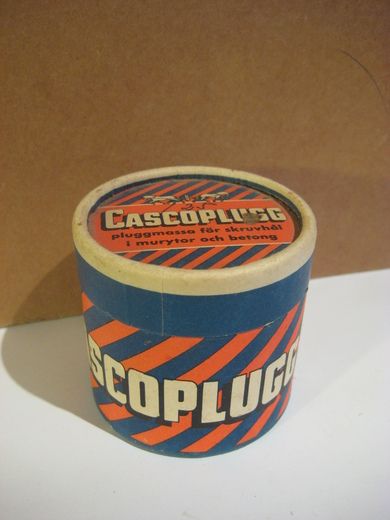 CASCOPLUGG
pluggmassa för skruvhål
i murytor och betong
SCOPLUGG